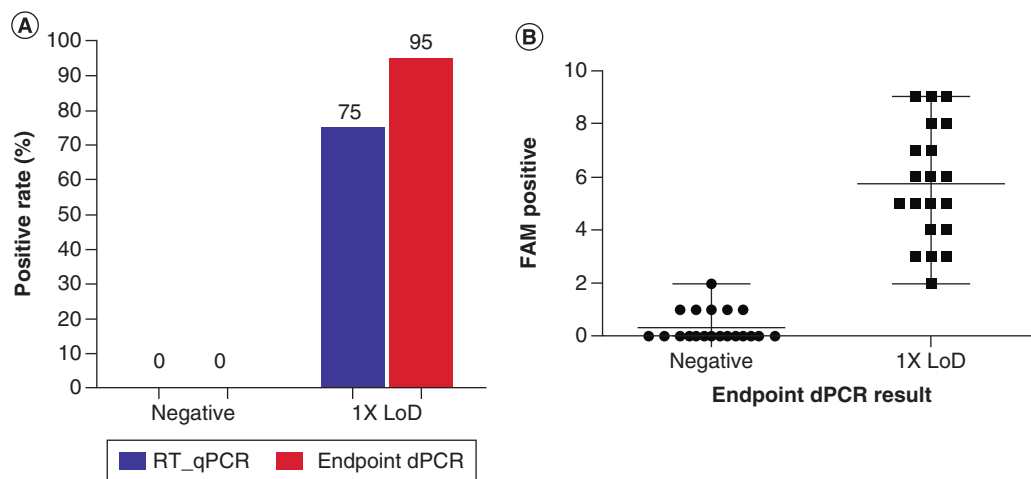 A
Positive rate (%)
100
90
80
70
60
50
40
30
20
10
0
0
0
75
95
Negative
1X LoD
RT_qPCR
Endpoint dPCR
B
FAM positive
10
8
6
4
2
0
Negative
1X LoD
Endpoint dPCR result